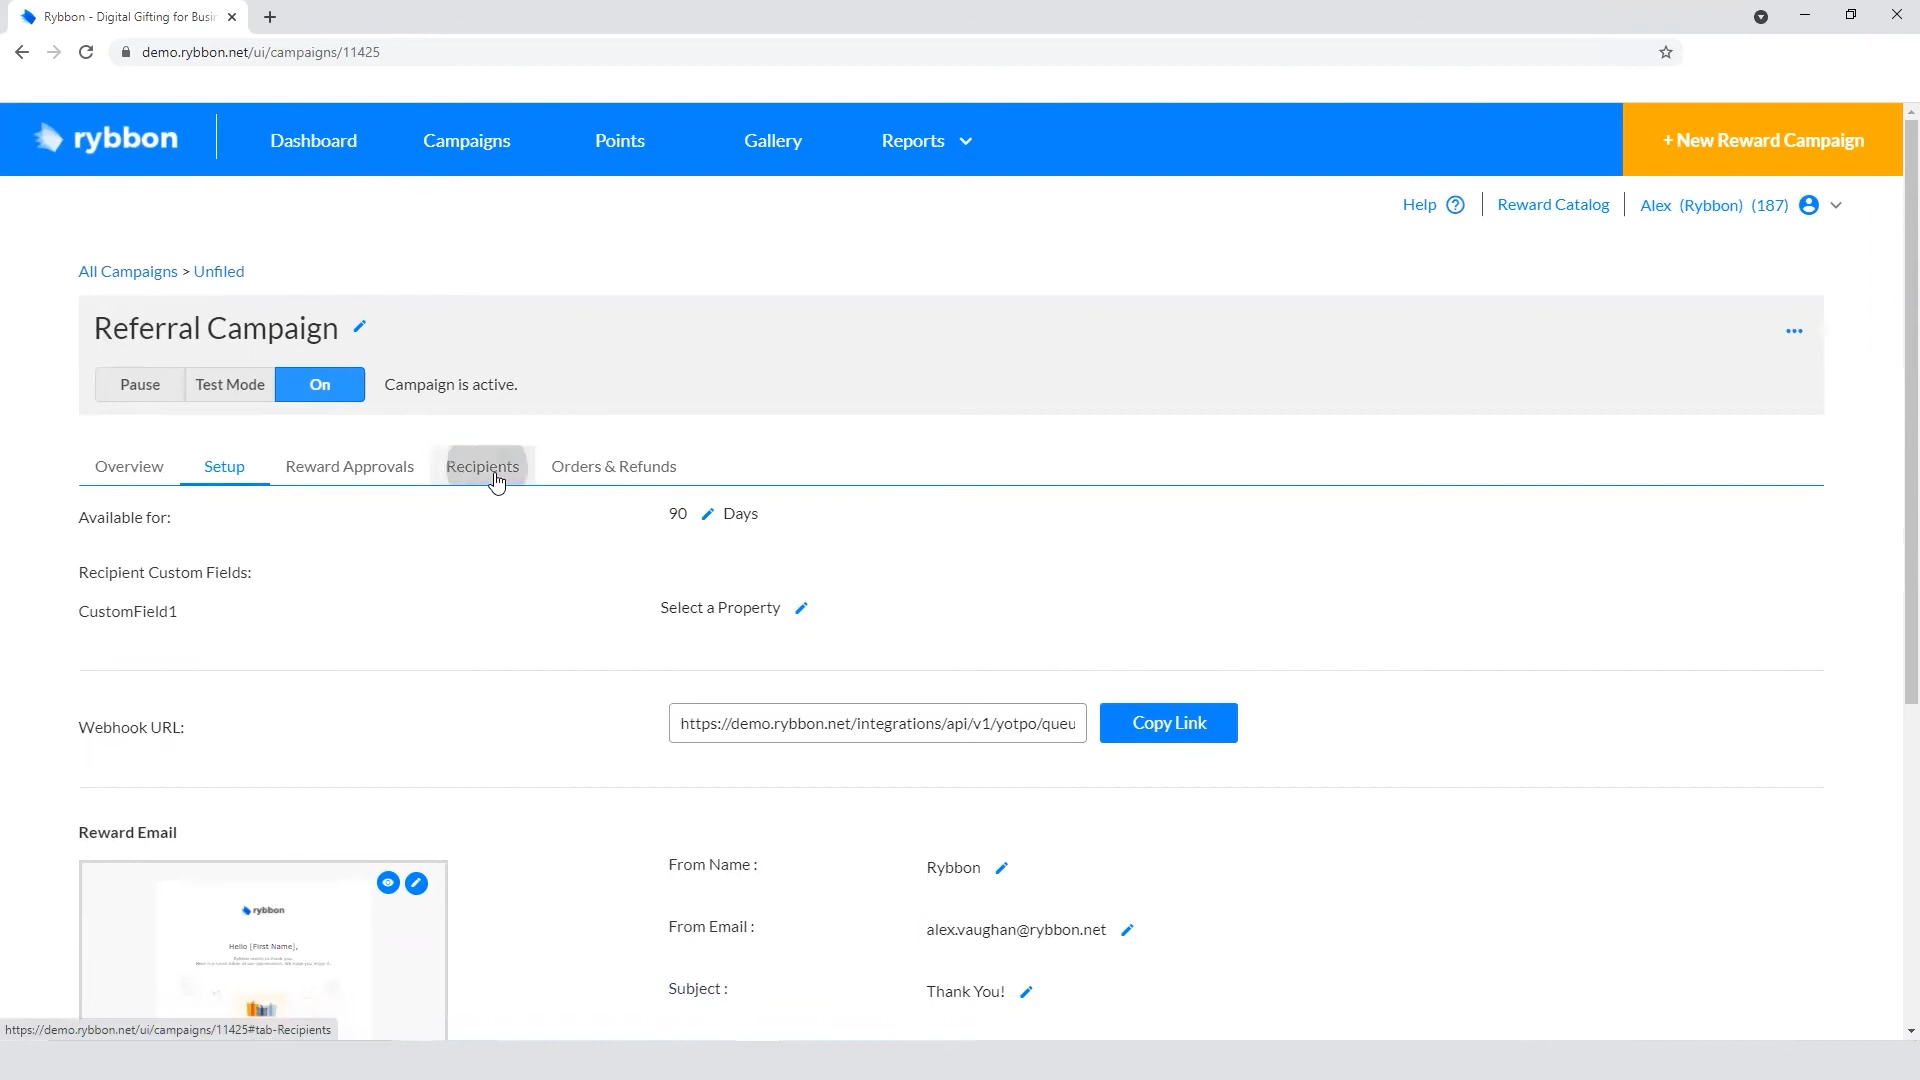 Rybbon - Digital Gifting for Busin
demo.rybbon.net/ui/campaigns/11425
rybbon
Dashboard
Campaigns
Points
Gallery
Reports
+ New Reward Campaign
Help
Reward Catalog
Alex (Rybbon) (187)
All Campaigns > Unfiled
Referral Campaign
Pause
Test Mode
On
Campaign is active.
Overview
Setup
Reward Approvals
Recipients
Orders & Refunds
Available for:
90
Days
Recipient Custom Fields:
CustomField1
Select a Property
Webhook URL:
https://demo.rybbon.net/integrations/api/v1/yotpo/queu
Copy Link
Reward Email
From Name :
Rybbon
rybbon
Hello [First Name],
From Email :
alex.vaughan@rybbon.net
Subject :
Thank You!
https://demo.rybbon.net/ui/campaigns/11425#tab-Recipients